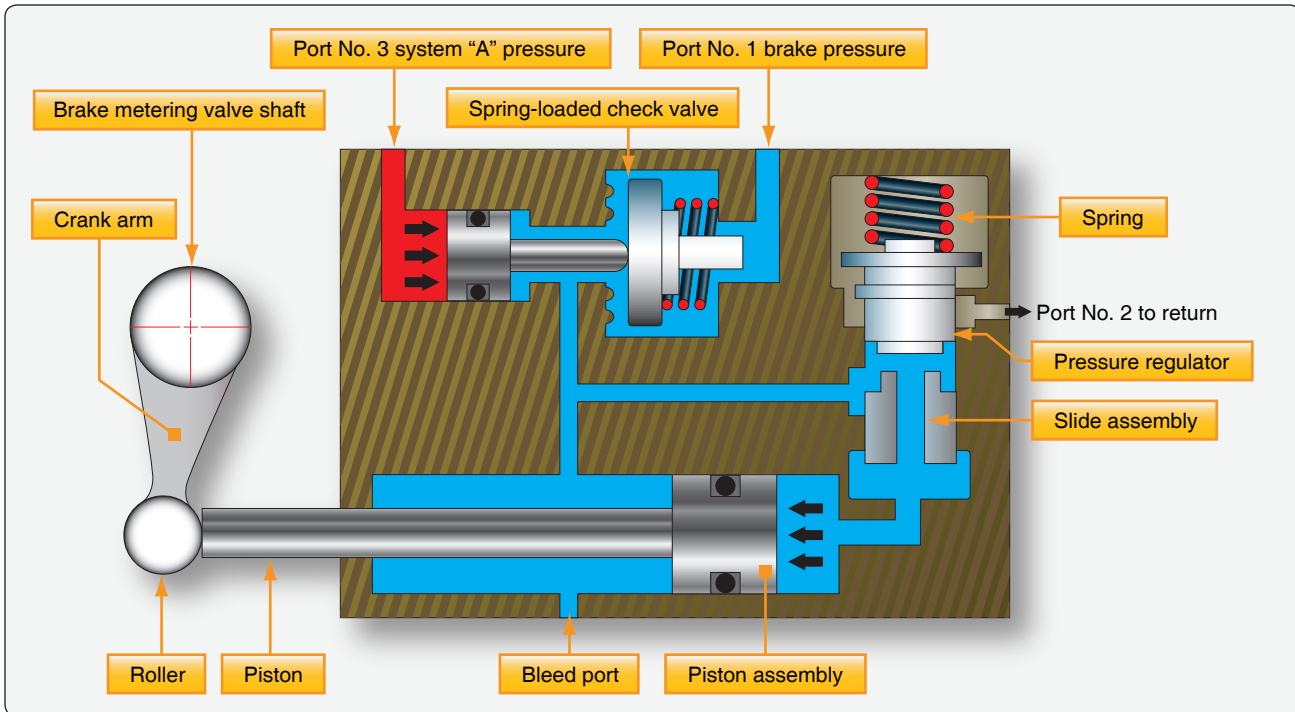 Port No. 3 system “A” pressure
Port No. 1 brake pressure
Brake metering valve shaft
Spring-loaded check valve
Crank arm
Spring
Port No. 2 to return
Pressure regulator
Slide assembly
Roller
Piston
Bleed port
Piston assembly